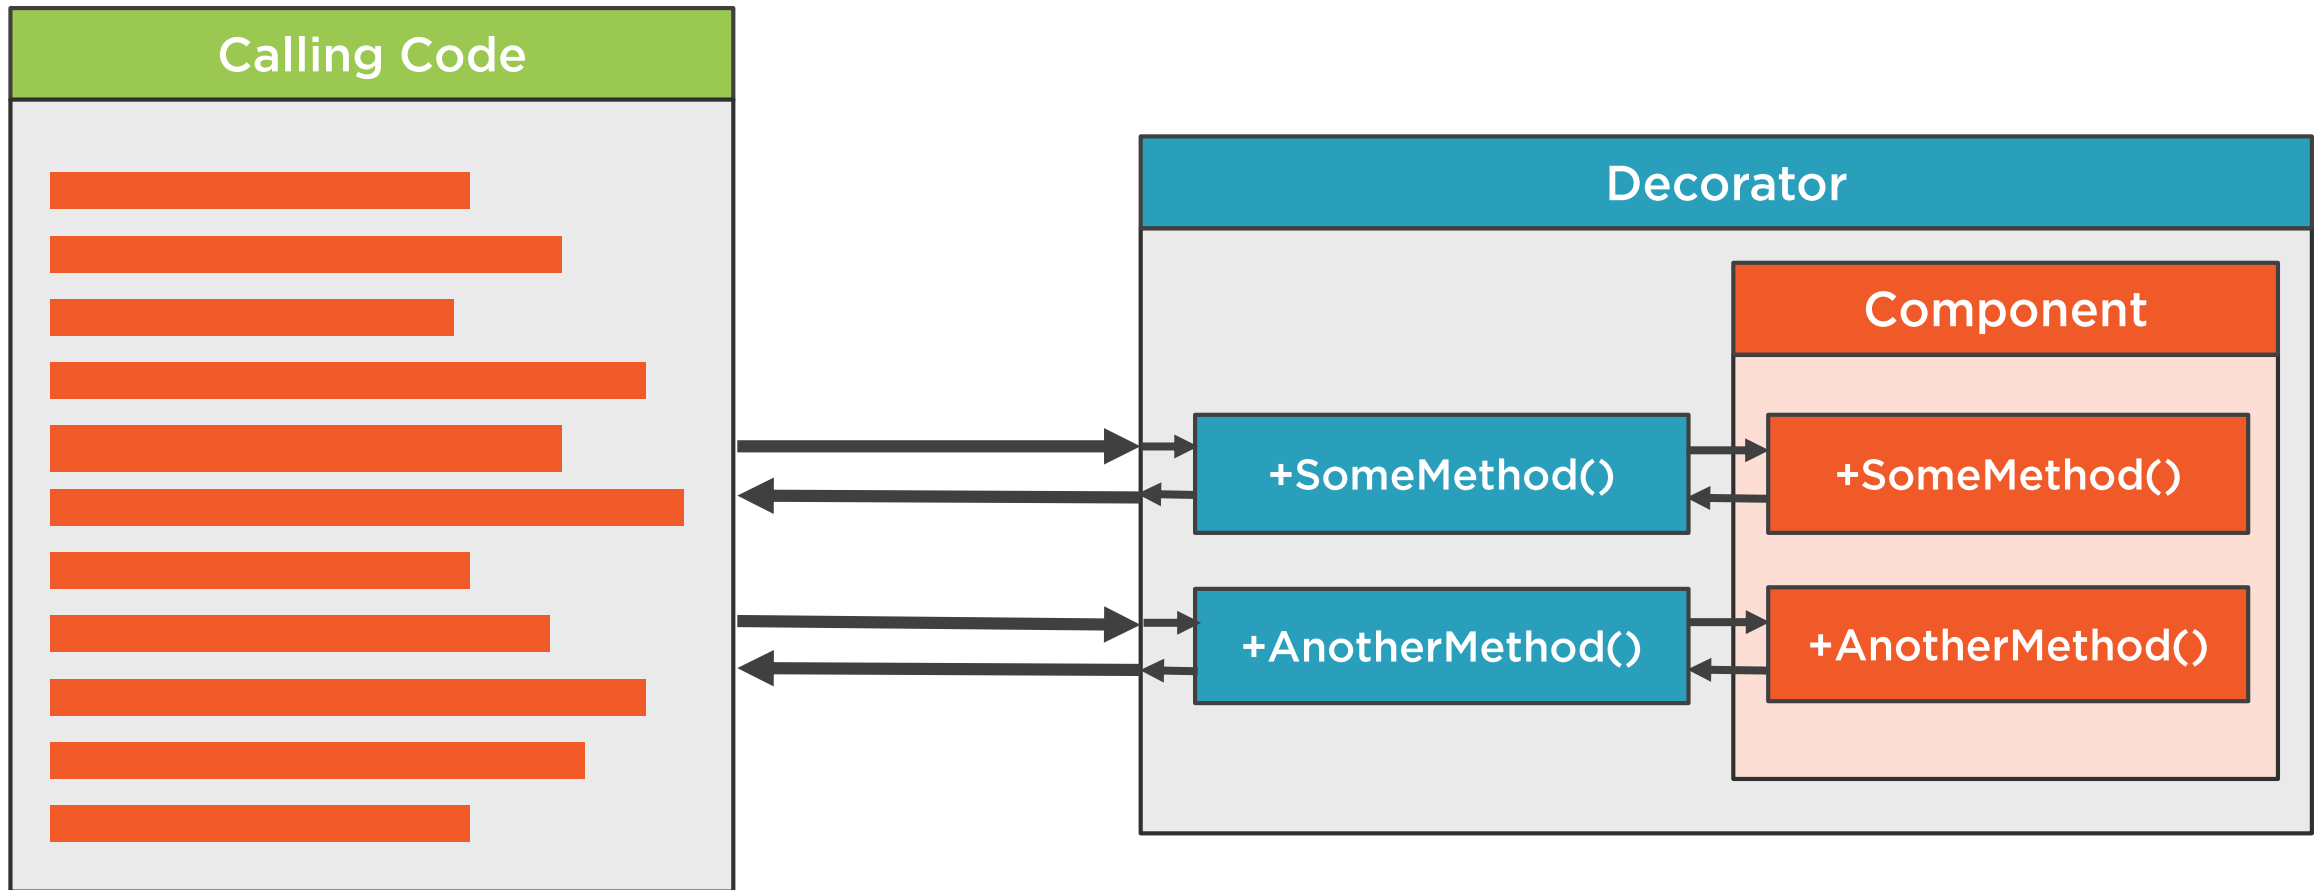 Calling Code
Decorator
Component
+SomeMethod()
+SomeMethod()
+AnotherMethod()
+AnotherMethod()